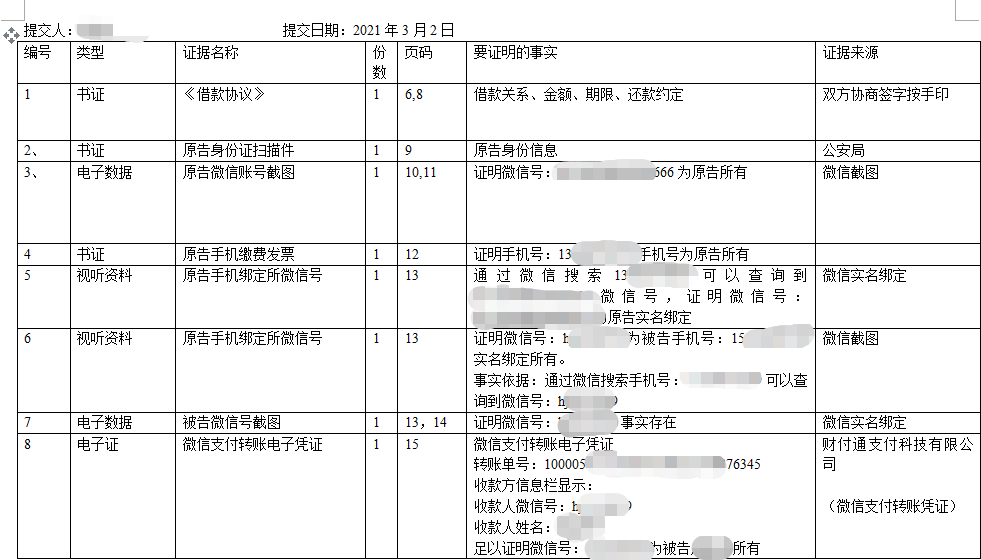 提交人： 提交日期：2021 年 3 月 2 日
编号 类型 证据名称 份数 页码 要证明的事实 证据来源
1 书证 《借款协议》 1 6,8 借款关系、金额、期限、还款约定 双方协商签字按手印
2、 书证 原告身份证扫描件 1 9 原告身份信息 公安局
3、 电子数据 原告微信账号截图 1 10,11 证明微信号： 666 为原告所有 微信截图
4 书证 原告手机缴费发票 1 12 证明手机号：13 手机号为原告所有
5 视听资料 原告手机绑定所微信号 1 13 通过微信搜索 13 可以查询到 微信实名绑定
微信号，证明微信号：
原告实名绑定
6 视听资料 原告手机绑定所微信号 1 13 证明微信号：h 为被告手机号：15 微信截图
实名绑定所有。
事实依据：通过微信搜索手机号： 可以查
询到微信号：hj 9
7 电子数据 被告微信号截图 1 13，14 证明微信号： 事实存在 微信实名绑定
8 电子证 微信支付转账电子凭证 1 15 微信支付转账电子凭证 财付通支付科技有限公司
转账单号：100005 76345
收款方信息栏显示：
收款人微信号：hj 9 （微信支付转账凭证）
收款人姓名：
足以证明微信号： 为被告 所有